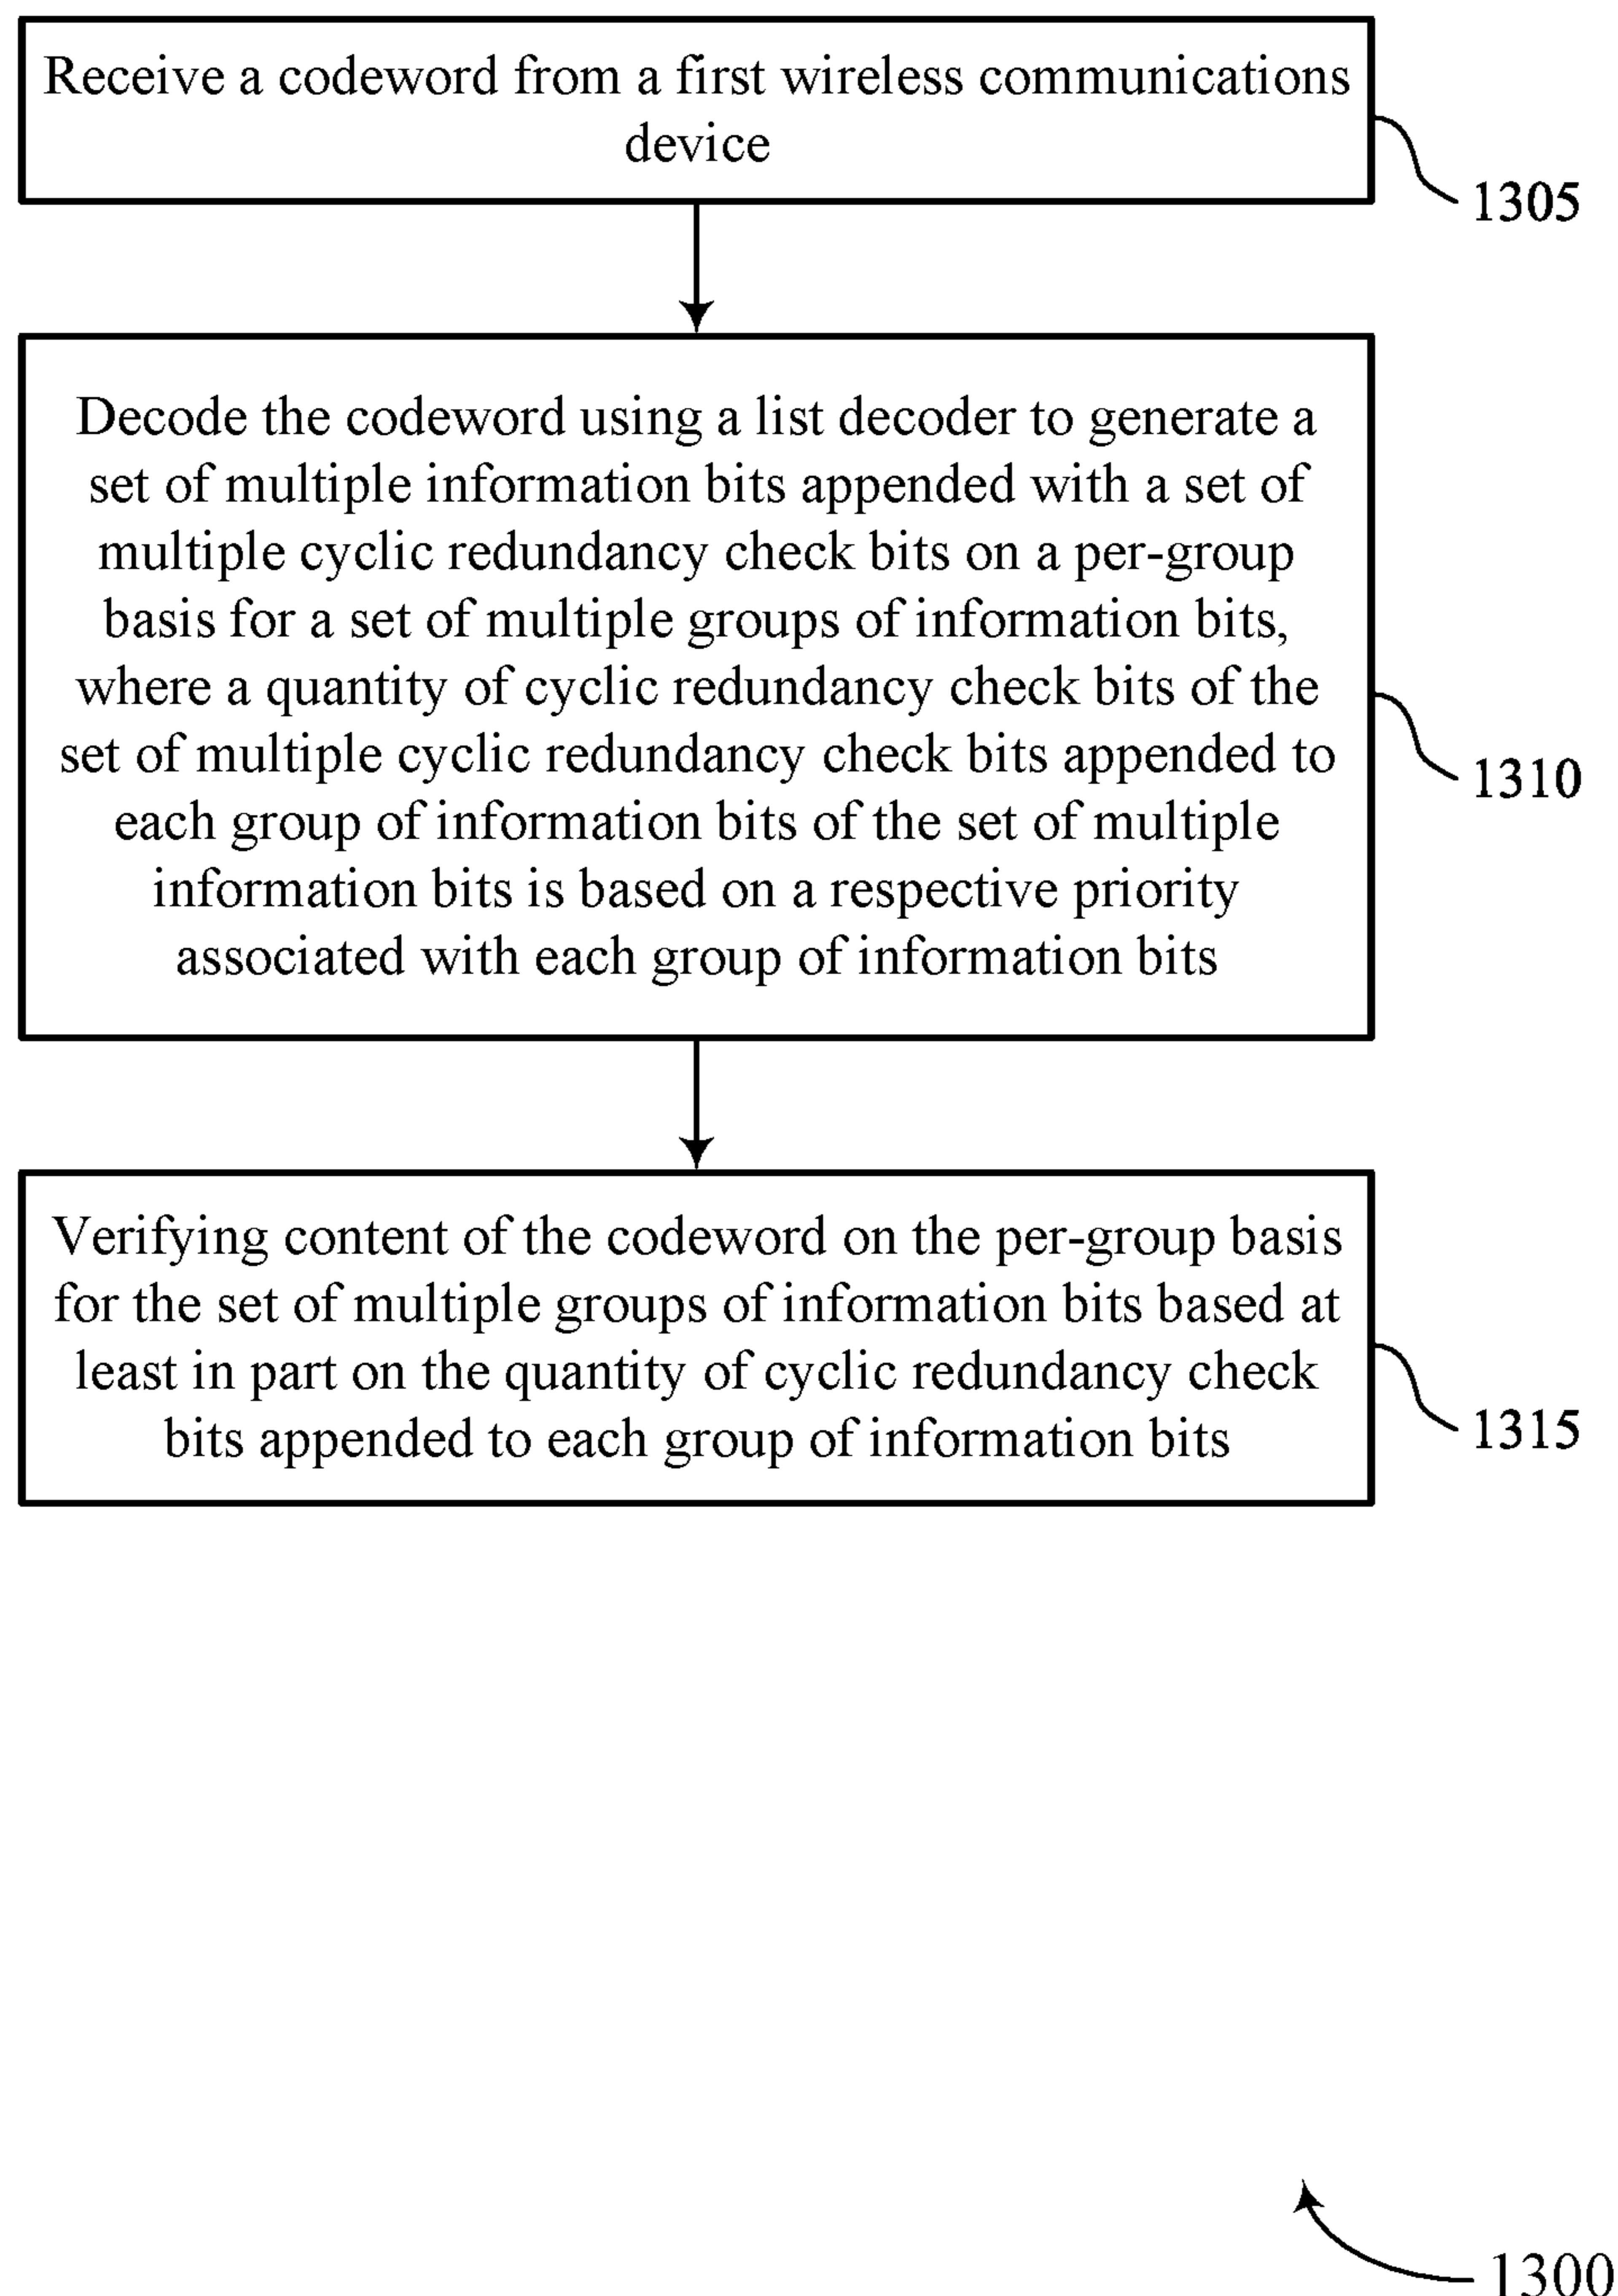 Receive a codeword from a first wireless communications
device
1305
Decode the codeword using a list decoder to generate a
set of multiple information bits appended with a set of
multiple cyclic redundancy check bits on a per-group
basis for a set of multiple groups of information bits,
where a quantity of cyclic redundancy check bits of the
set of multiple cyclic redundancy check bits appended to
each group of information bits of the set of multiple
information bits is based on a respective priority
associated with each group of information bits
1310
Verifying content of the codeword on the per-group basis
for the set of multiple groups of information bits based at
least in part on the quantity of cyclic redundancy check
bits appended to each group of information bits
1315
1300